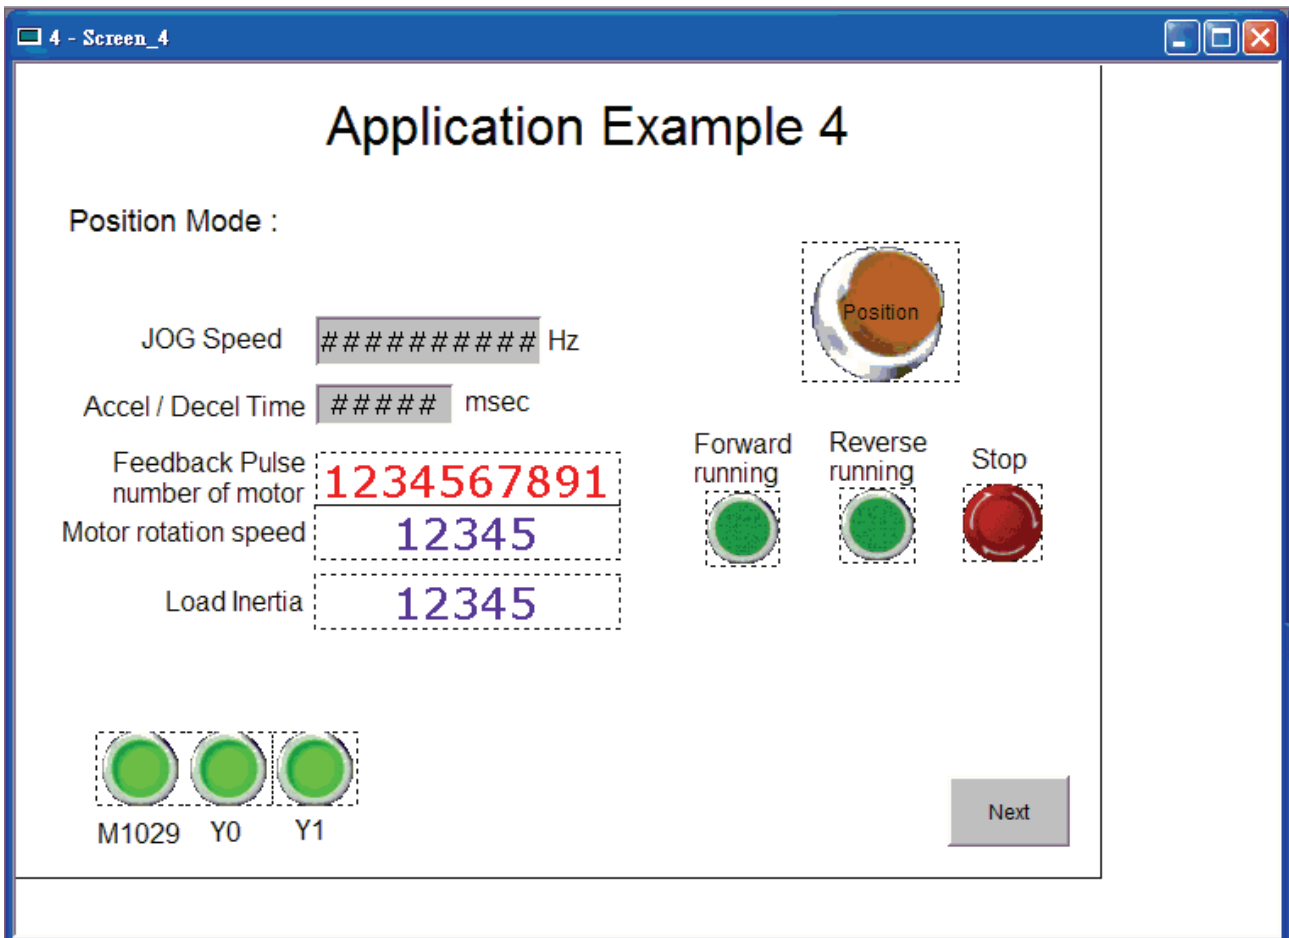 4 - Screen_4
Application Example 4
Position Mode :
Position
JOG Speed ########## Hz
Accel / Decel Time ##### msec
Feedback Pulse
number of motor 1234567891
Motor rotation speed 12345
Load Inertia 12345
Forward
running
Reverse
running
Stop
M1029 Y0 Y1
Next